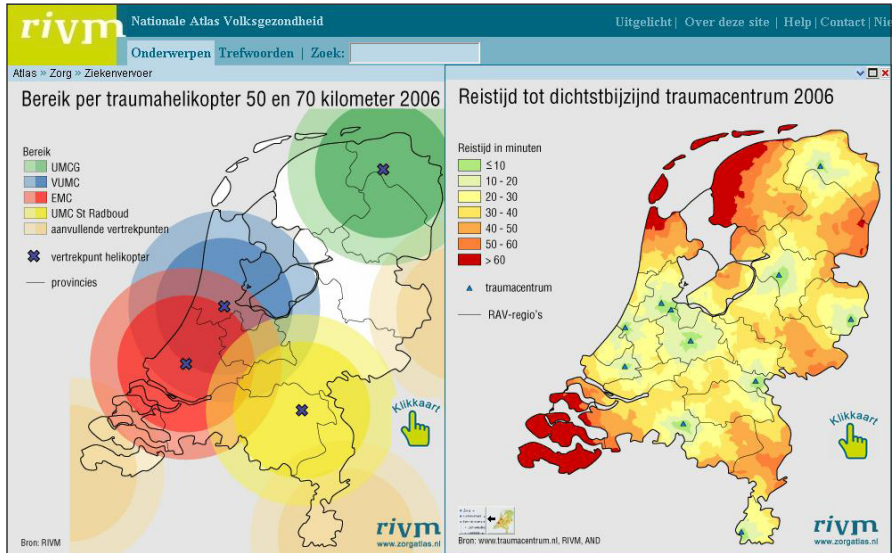 rivm
Nationale Atlas Volksgezondheid
Uitgelicht | Over deze site | Help | Contact | Nie
Onderwerpen Trefwoorden | Zoek:
Atlas » Zorg » Ziekenvervoer
Bereik per traumahelikopter 50 en 70 kilometer 2006
Bereik
UMCG
VUMC
EMC
UMC St Radboud
aanvullende vertrekpunten
vertrekpunt helikopter
provincies
Klikkaart
Bron: RIVM
rivm
www.zorgatlas.nl
Reistijd tot dichtstbijzijnd traumacentrum 2006
Reistijd in minuten
≤10
10 - 20
20 - 30
30 - 40
40 - 50
50 - 60
> 60
traumacentrum
RAV-regio's
Klikkaart
Bron: www.traumacentrum.nl, RIVM, AND
rivm
www.zorgatlas.nl